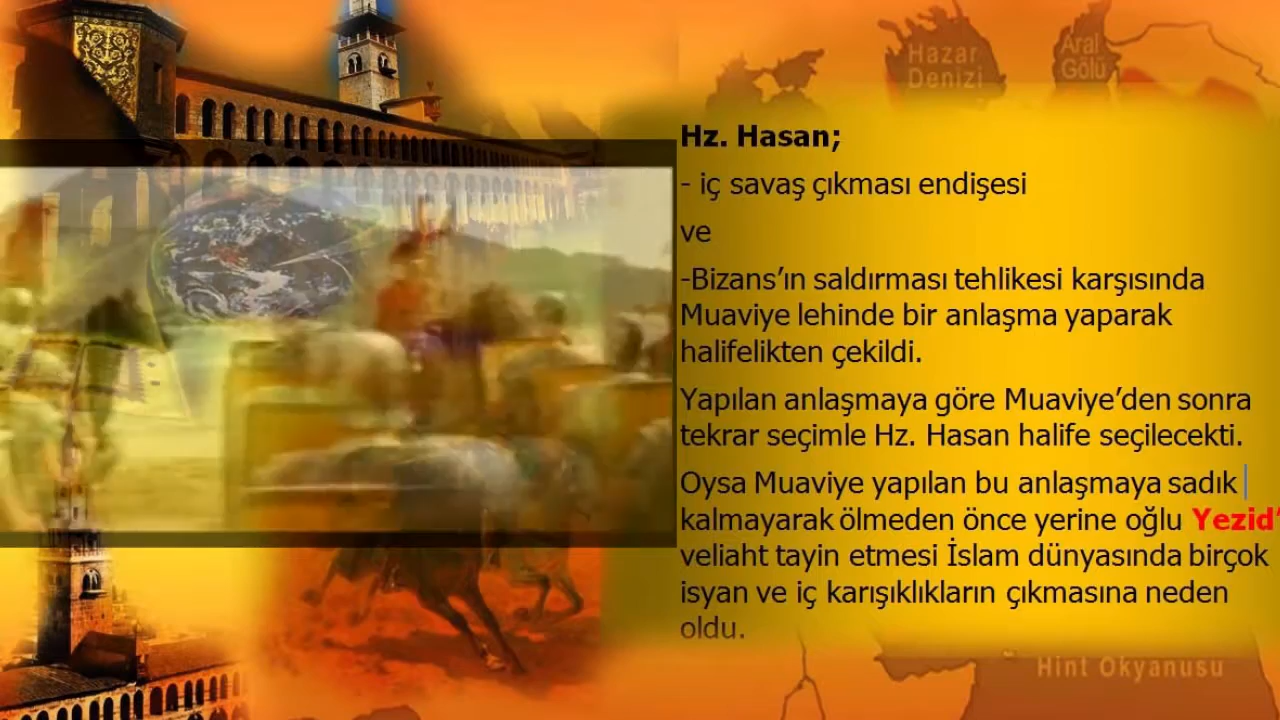 Hazar
Denizi
Aral
Gölü
Hz. Hasan;
- iç savaş çıkması endişesi
ve
-Bizans’ın saldırması tehlikesi karşısında
Muaviye lehinde bir anlaşma yaparak
halifelikten çekildi.
Yapılan anlaşmaya göre Muaviye’den sonra
tekrar seçimle Hz. Hasan halife seçilecekti.
Oysa Muaviye yapılan bu anlaşmaya sadık
kalmayarak ölmeden önce yerine oğlu Yezid’
veliaht tayin etmesi İslam dünyasında birçok
isyan ve iç karışıklıkların çıkmasına neden
oldu.
Hint Okyanusu